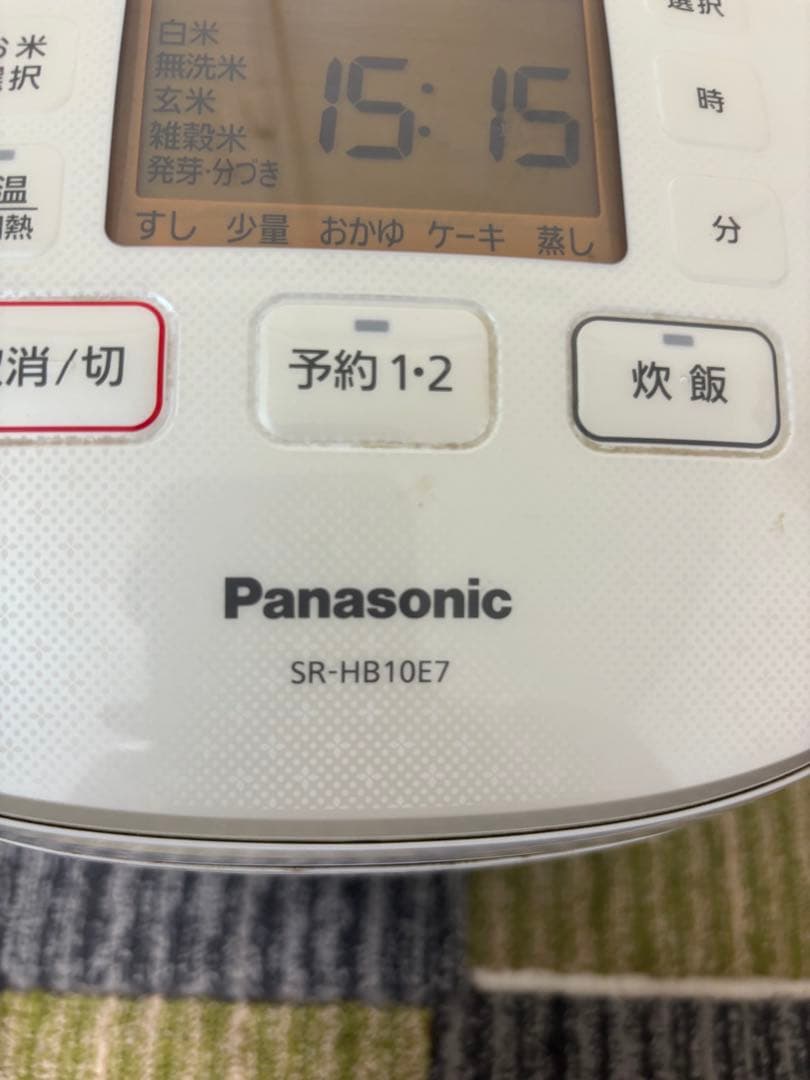 選択
お米
選択
白米
無洗米
玄米
雑穀米
発芽・分づき
15:15
時
すし 少量 おかゆ ケーキ 蒸し
分
温
熱
消/切
予約1・2
炊飯
Panasonic
SR-HB10E7